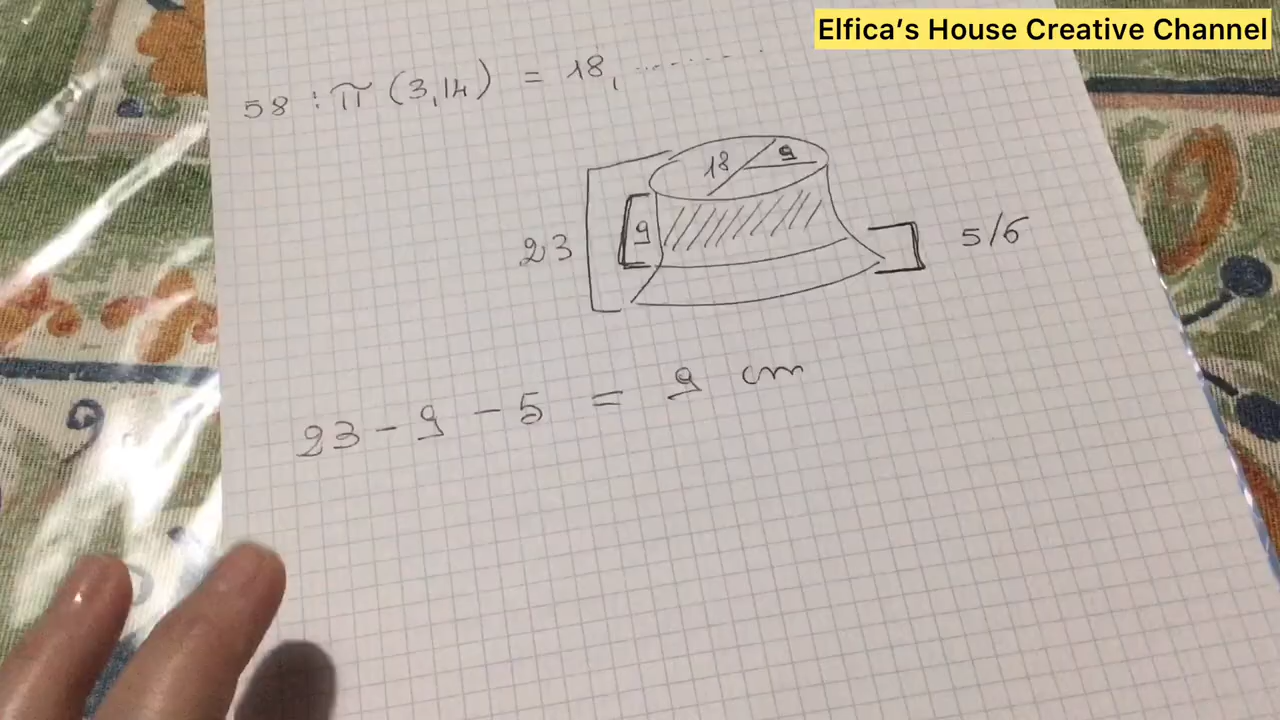 Elfica's House Creative Channel
58 : π (3,14) = 18, .......
18 9
23 9 5/6
23 - 9 - 5 = 9 cm